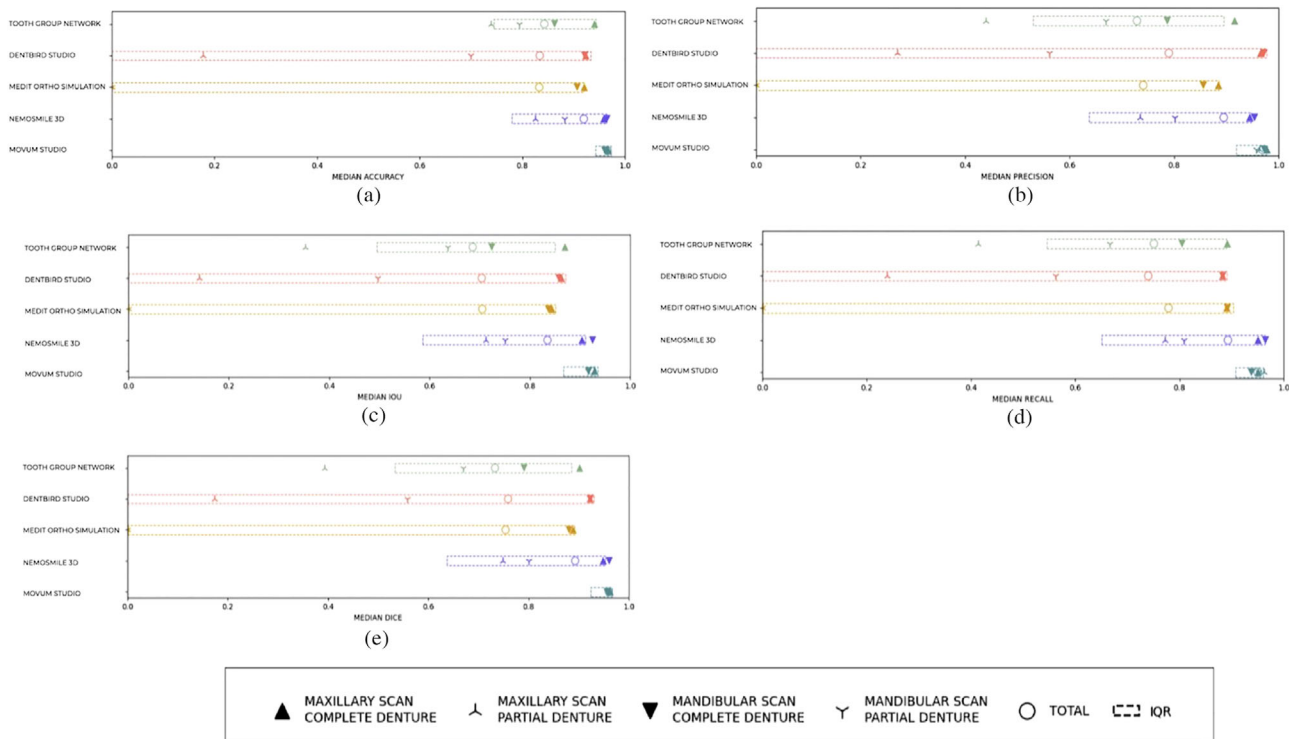 TOOTH GROUP NETWORK
DENTBIRD STUDIO
MEDIT ORTHO SIMULATION
NEMOSMILE 3D
MOVUM STUDIO
0.0 0.2 0.4 0.6 0.8 1.0
MEDIAN ACCURACY
(a)
TOOTH GROUP NETWORK
DENTBIRD STUDIO
MEDIT ORTHO SIMULATION
NEMOSMILE 3D
MOVUM STUDIO
0.0 0.2 0.4 0.6 0.8 1.0
MEDIAN PRECISION
(b)
TOOTH GROUP NETWORK
DENTBIRD STUDIO
MEDIT ORTHO SIMULATION
NEMOSMILE 3D
MOVUM STUDIO
0.0 0.2 0.4 0.6 0.8 1.0
MEDIAN IOU
(c)
TOOTH GROUP NETWORK
DENTBIRD STUDIO
MEDIT ORTHO SIMULATION
NEMOSMILE 3D
MOVUM STUDIO
0.0 0.2 0.4 0.6 0.8 1.0
MEDIAN RECALL
(d)
TOOTH GROUP NETWORK
DENTBIRD STUDIO
MEDIT ORTHO SIMULATION
NEMOSMILE 3D
MOVUM STUDIO
0.0 0.2 0.4 0.6 0.8 1.0
MEDIAN DICE
(e)
MAXILLARY SCAN
COMPLETE DENTURE
MAXILLARY SCAN
PARTIAL DENTURE
MANDIBULAR SCAN
COMPLETE DENTURE
MANDIBULAR SCAN
PARTIAL DENTURE
TOTAL
IQR